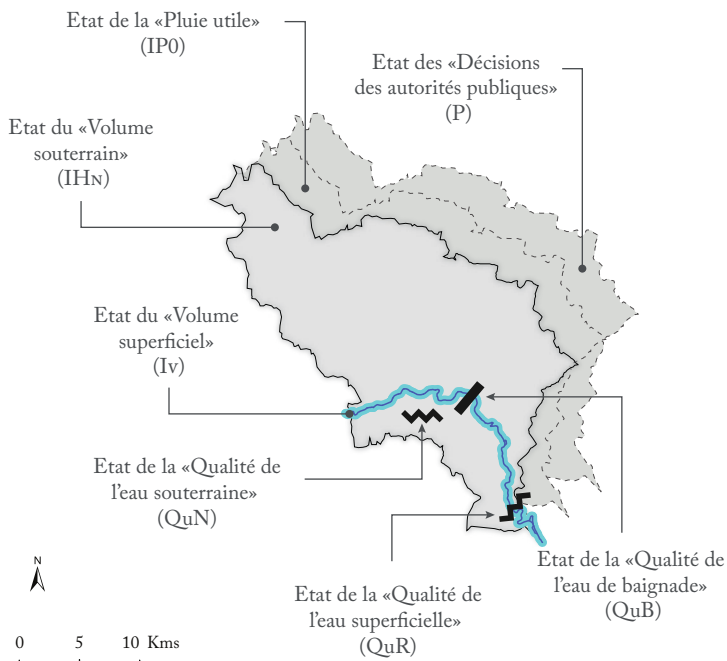 Etat de la «Pluie utile»
(IP0)
Etat des «Décisions
des autorités publiques»
(P)
Etat du «Volume
souterrain»
(IHN)
Etat du «Volume
superficiel»
(Iv)
Etat de la «Qualité de
l'eau souterraine»
(QuN)
Etat de la «Qualité de
l'eau de baignade»
(QuB)
Etat de la «Qualité de
l'eau superficielle»
(QuR)
N
0 5 10 Kms